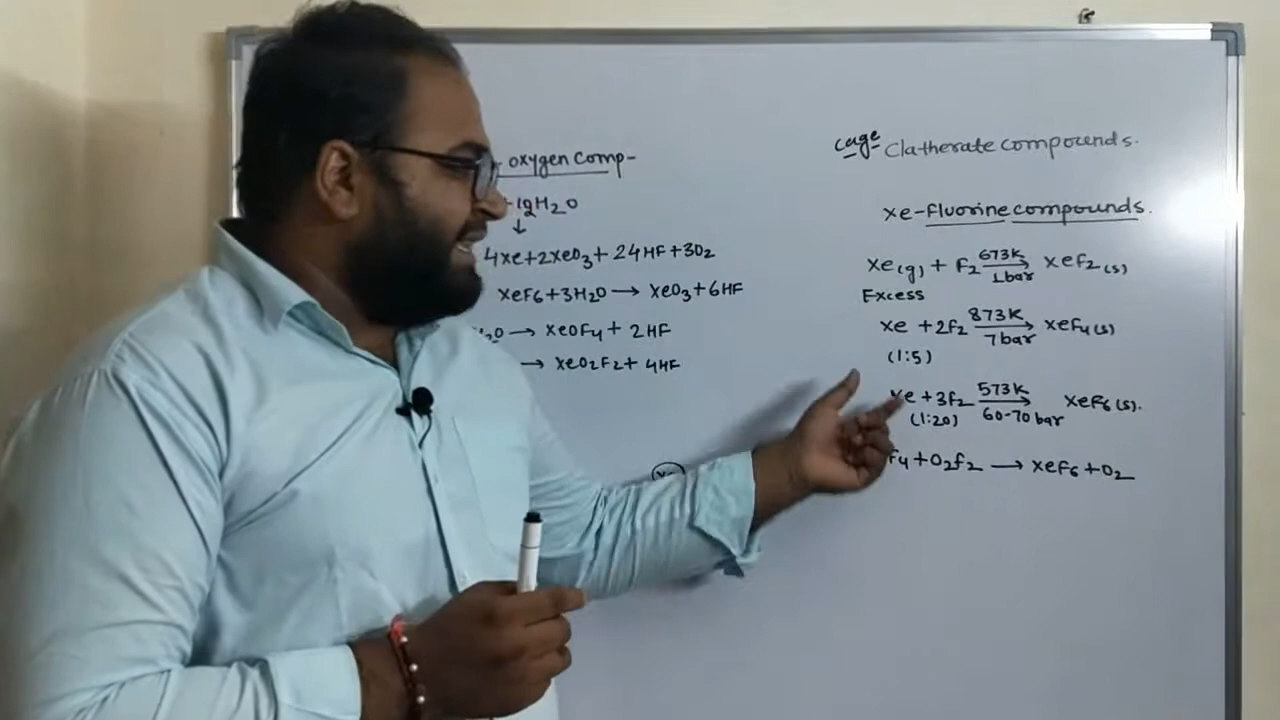 - oxygen comp-
+12H2O
↓
4xe+2xeO3+ 24HF+3O2
XeF6+3H2O → XeO3+6HF
H2O → XeOF4+ 2HF
→ XeO2F2+ 4HF
cage Clatherate compounds.
xe-fluorine compounds.
Xe(g) + F2 673K 1bar → XeF2(s)
Excess
Xe +2F2 873K 7bar → XeF4(s)
(1:5)
Xe +3F2 573K 60-70 bar → XeF6(s).
(1:20)
F4+O2F2 → XeF6+O2